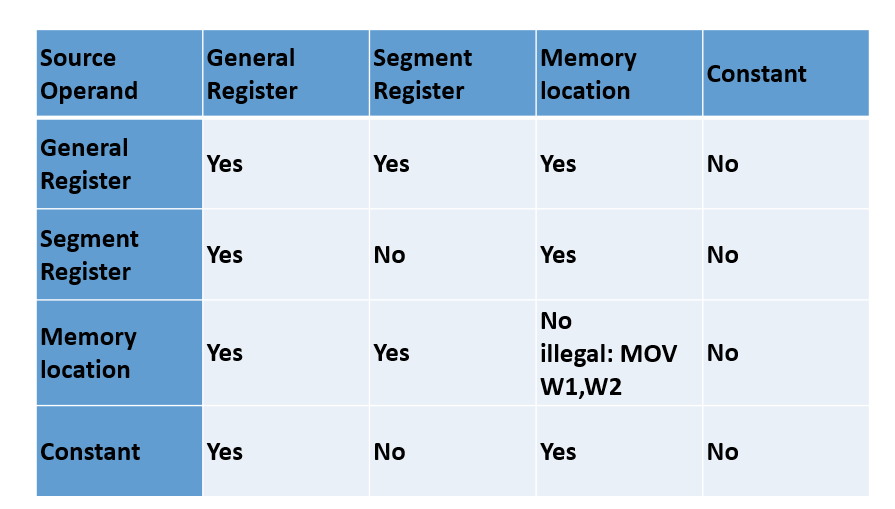 Source Operand
General Register
Segment Register
Memory location
Constant
General Register
Yes
Yes
Yes
No
Segment Register
Yes
No
Yes
No
Memory location
Yes
Yes
No
illegal: MOV
W1,W2
No
Constant
Yes
No
Yes
No